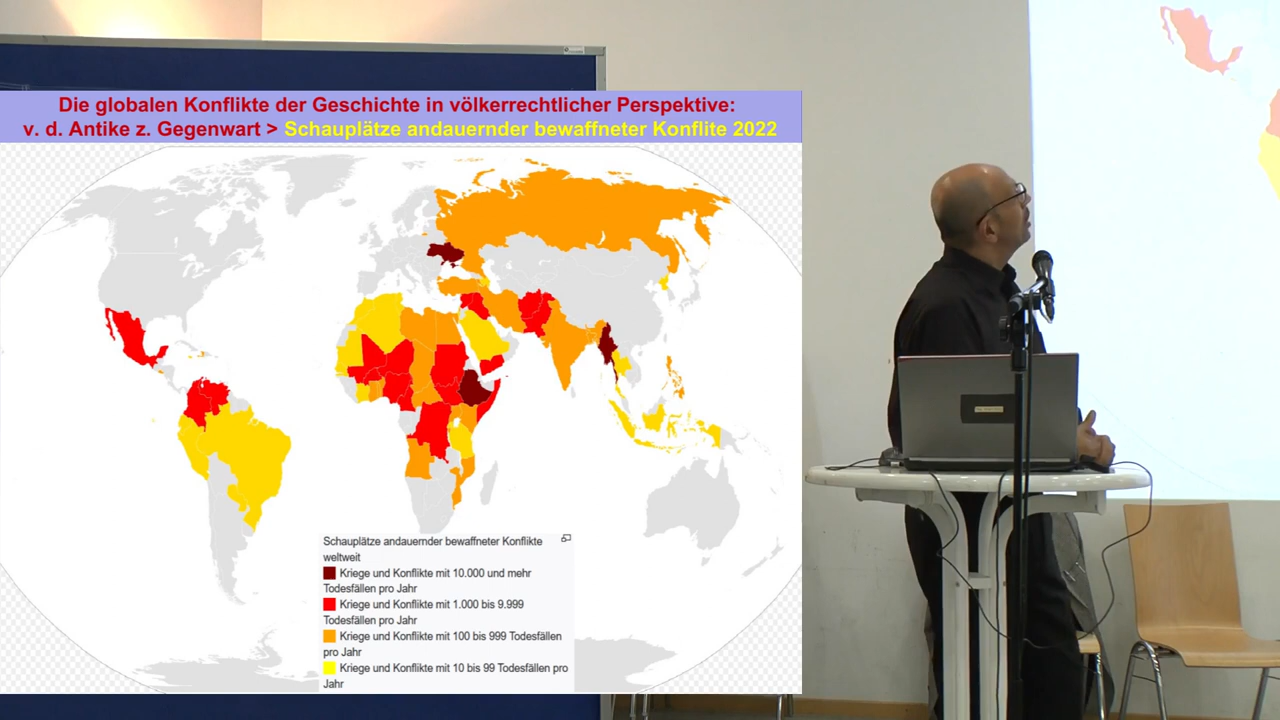 Die globalen Konflikte der Geschichte in völkerrechtlicher Perspektive:
v. d. Antike z. Gegenwart > Schauplätze andauernder bewaffneter Konflite 2022
Schauplätze andauernder bewaffneter Konflikte
weltweit
Kriege und Konflikte mit 10.000 und mehr
Todesfällen pro Jahr
Kriege und Konflikte mit 1.000 bis 9.999
Todesfällen pro Jahr
Kriege und Konflikte mit 100 bis 999 Todesfällen
pro Jahr
Kriege und Konflikte mit 10 bis 99 Todesfällen pro
Jahr